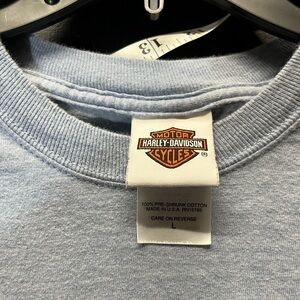 MOTOR
HARLEY-DAVIDSON
CYCLES
®
100% PRE-SHRUNK COTTON
MADE IN U.S.A.
CARE ON REVERSE
L